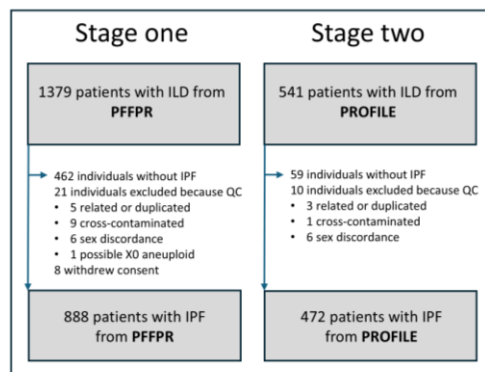 Stage one
1379 patients with ILD from
PFFPR
462 individuals without IPF
21 individuals excluded because QC
• 5 related or duplicated
• 9 cross-contaminated
• 6 sex discordance
• 1 possible X0 aneuploid
8 withdrew consent
888 patients with IPF
from PFFPR
Stage two
541 patients with ILD from
PROFILE
59 individuals without IPF
10 individuals excluded because QC
• 3 related or duplicated
• 1 cross-contaminated
• 6 sex discordance
472 patients with IPF
from PROFILE